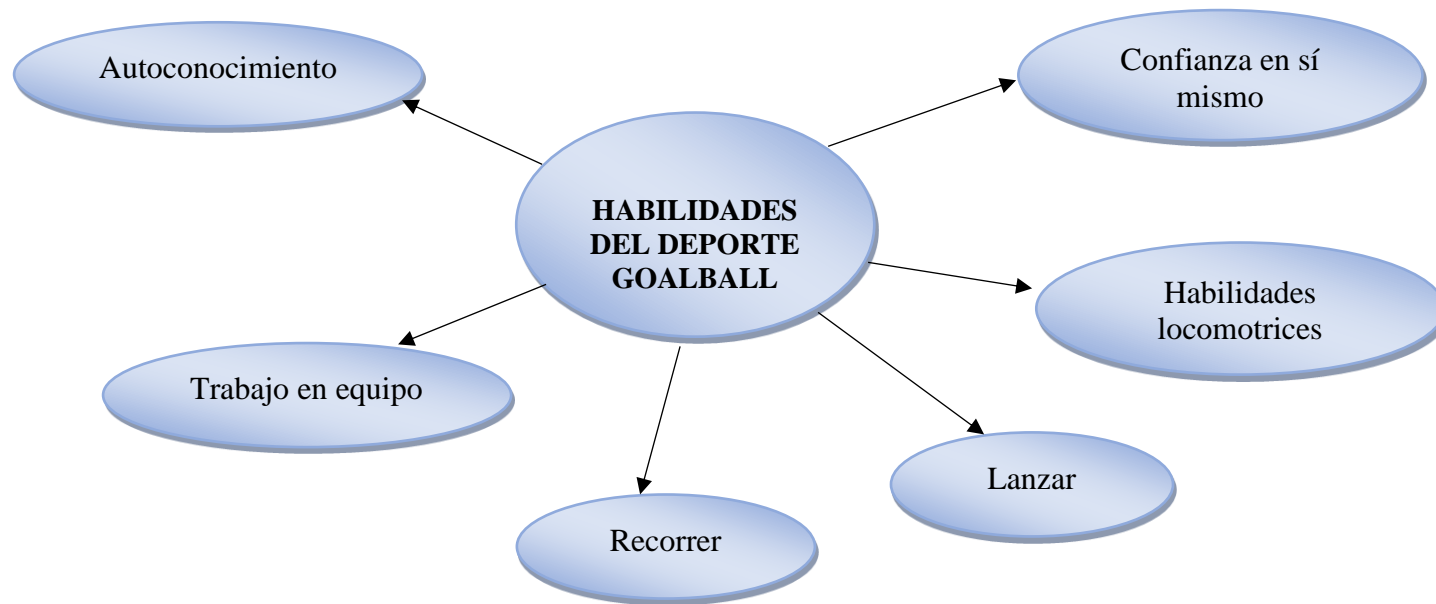 Autoconocimiento
Confianza en sí
mismo
HABILIDADES
DEL DEPORTE
GOALBALL
Habilidades
locomotrices
Trabajo en equipo
Lanzar
Recorrer